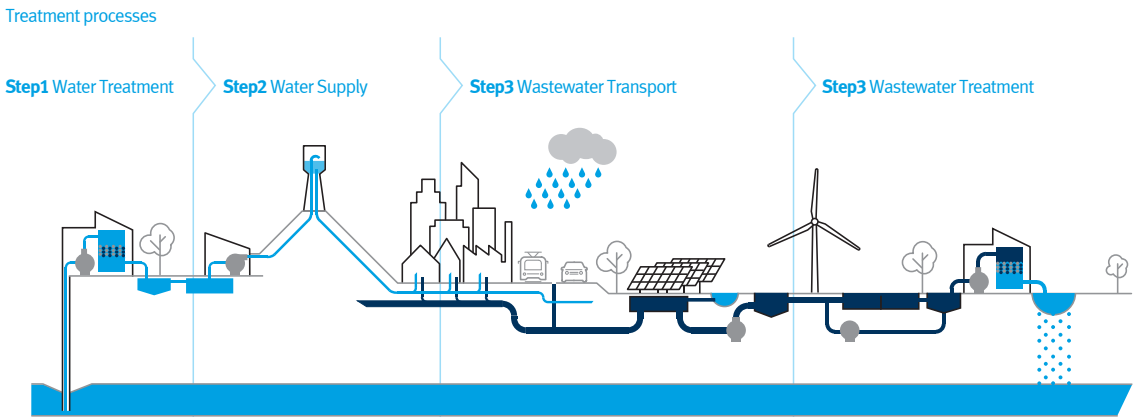 Treatment processes
Step1 Water Treatment
Step2 Water Supply
Step3 Wastewater Transport
Step3 Wastewater Treatment